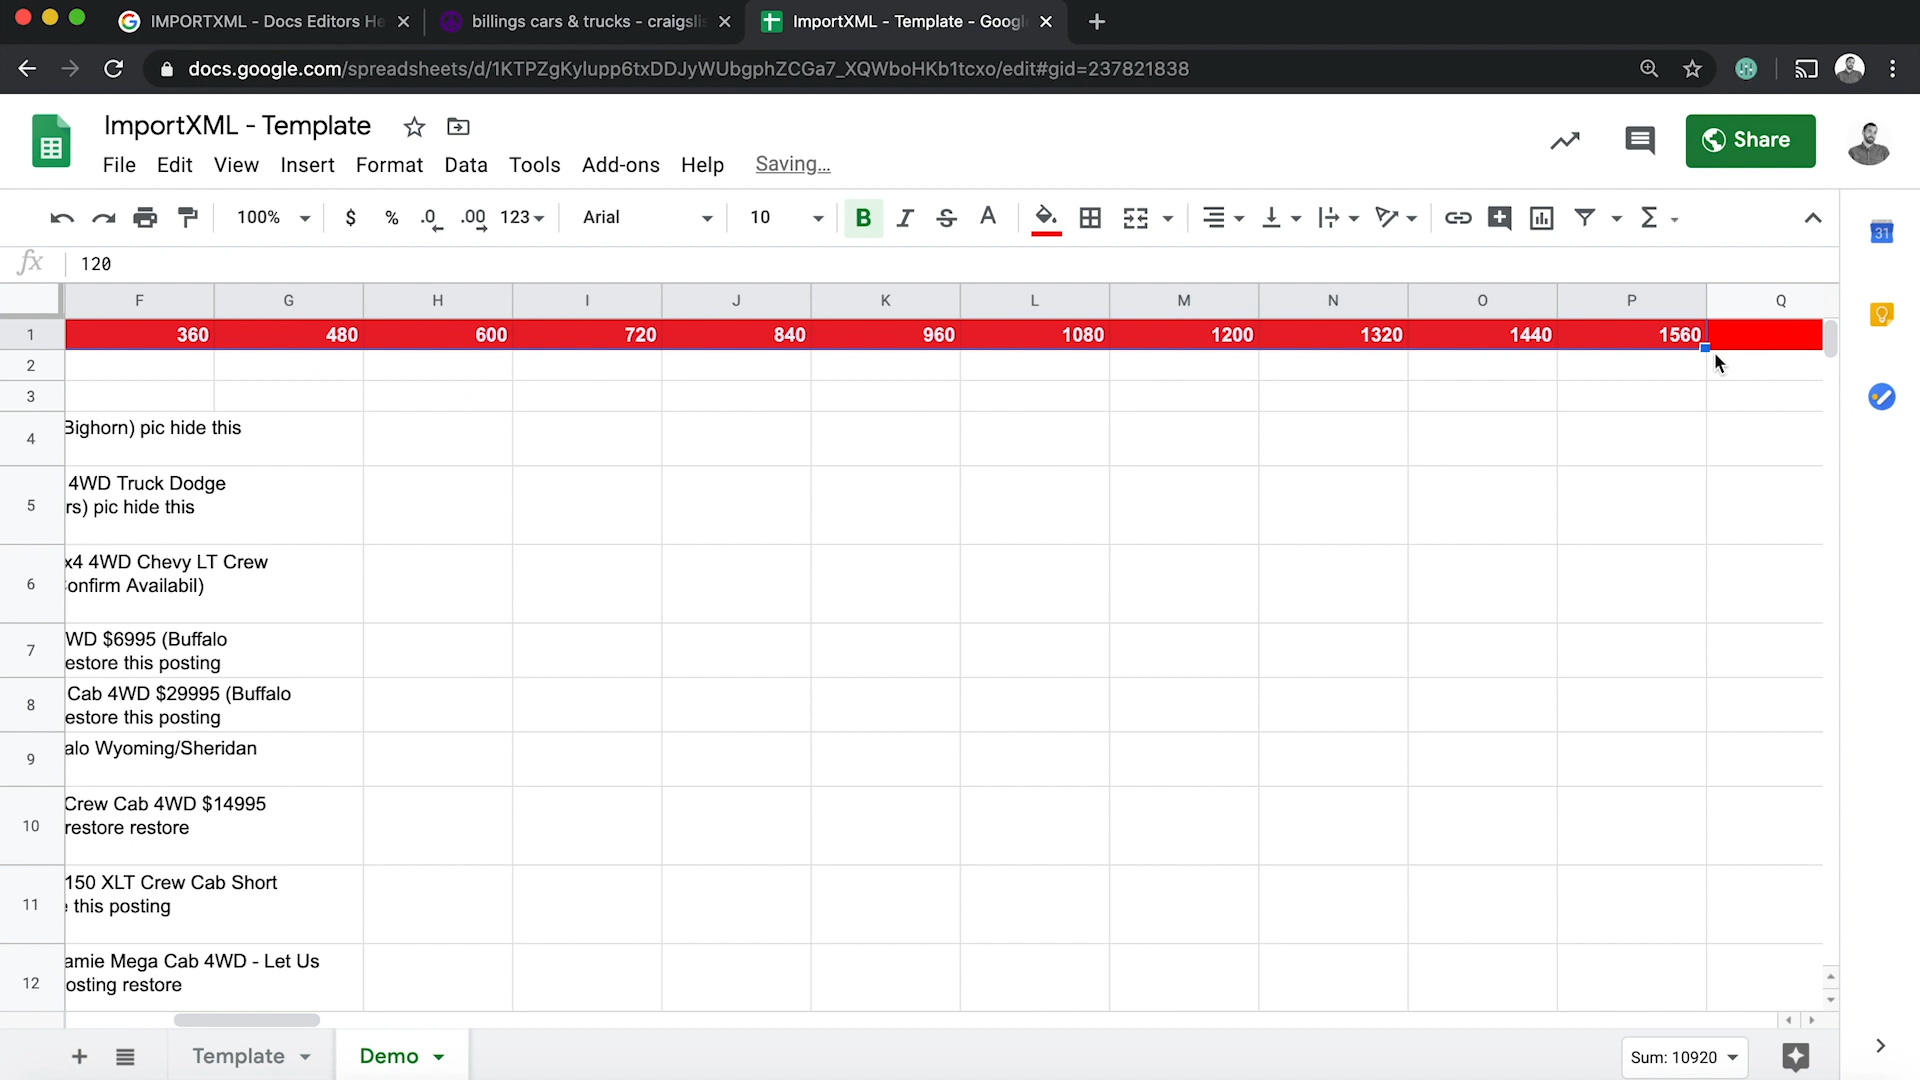 IMPORTXML - Docs Editors He
billings cars & trucks - craigslis
ImportXML - Template - Googl
docs.google.com/spreadsheets/d/1KTPZgKylupp6txDDJyWUbgphZCGa7_XQWboHKb1tcxo/edit#gid=237821838
ImportXML - Template
File Edit View Insert Format Data Tools Add-ons Help Saving...
Share
100% $ % .0 .00 123 Arial 10 B I S A Σ
31
fx 120
F G H I J K L M N O P Q
1 360 480 600 720 840 960 1080 1200 1320 1440 1560
2
3
4 Bighorn) pic hide this
5 4WD Truck Dodge
rs) pic hide this
6 x4 4WD Chevy LT Crew
onfirm Availabil)
7 WD $6995 (Buffalo
estore this posting
8 Cab 4WD $29995 (Buffalo
estore this posting
9 alo Wyoming/Sheridan
10 Crew Cab 4WD $14995
restore restore
11 150 XLT Crew Cab Short
this posting
12 amie Mega Cab 4WD - Let Us
osting restore
Template Demo Sum: 10920